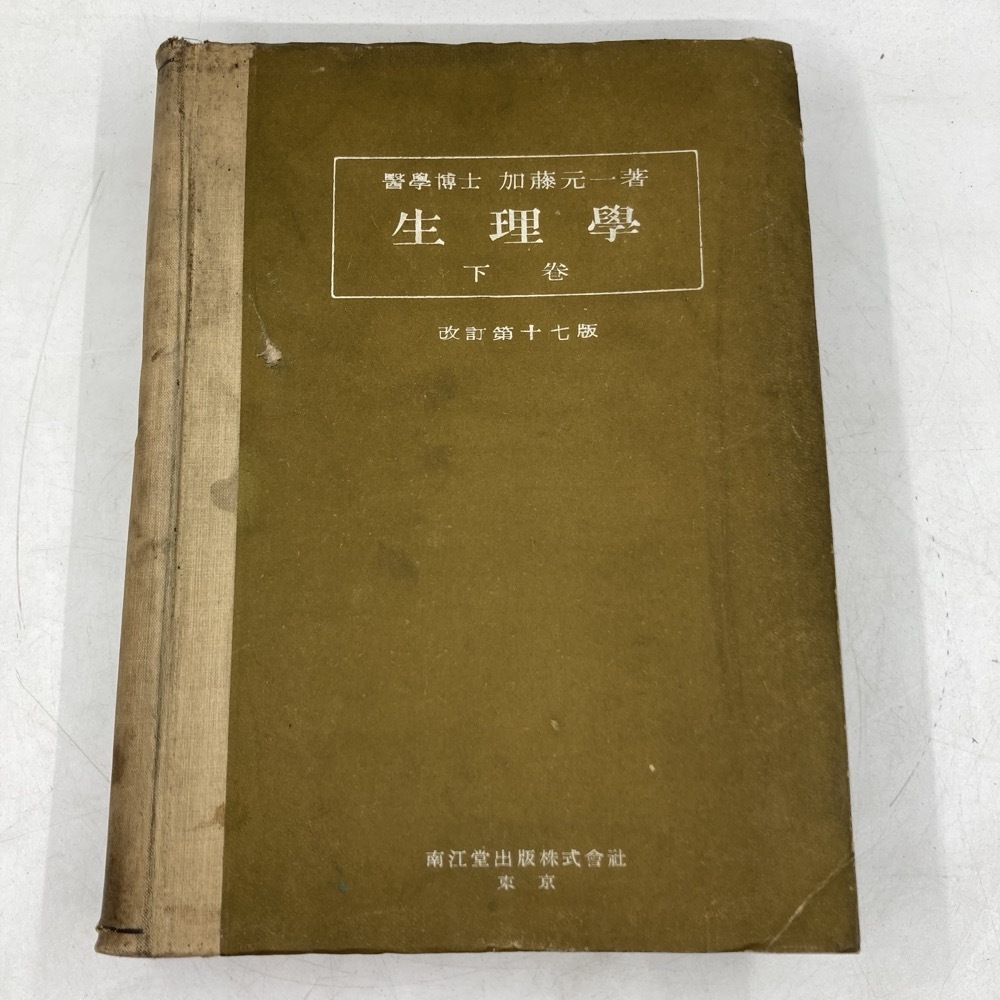 醫學博士 加藤元一著
生理學
下卷
改訂第十七版
南江堂出版株式會社
東京